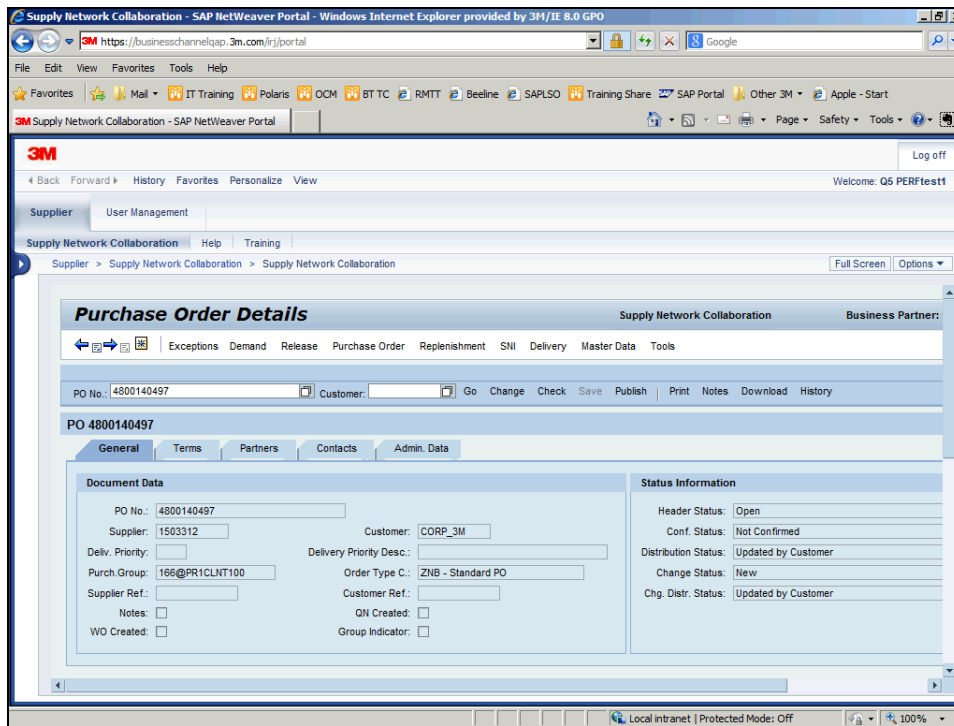 Supply Network Collaboration - SAP NetWeaver Portal - Windows Internet Explorer provided by 3M/IE 8.0 GPO
3M https://businesschannelqap.3m.com/irj/portal
Google
File Edit View Favorites Tools Help
Favorites Mail IT Training Polaris OCM BT TC RMTT Beeline SAPLSO Training Share SAP Portal Other 3M Apple - Start
3M Supply Network Collaboration - SAP NetWeaver Portal
Page Safety Tools
3M
Log off
Back Forward History Favorites Personalize View
Welcome: Q5 PERFtest1
Supplier User Management
Supply Network Collaboration Help Training
Supplier > Supply Network Collaboration > Supply Network Collaboration
Full Screen Options
Purchase Order Details
Supply Network Collaboration Business Partner:
Exceptions Demand Release Purchase Order Replenishment SNI Delivery Master Data Tools
PO No.: 4800140497 Customer: Go Change Check Save Publish Print Notes Download History
PO 4800140497
General Terms Partners Contacts Admin. Data
Document Data
PO No.: 4800140497
Supplier: 1503312 Customer: CORP_3M
Deliv. Priority: Delivery Priority Desc.:
Purch.Group: 166@PR1CLNT100 Order Type C.: ZNB - Standard PO
Supplier Ref.: Customer Ref.:
Notes: QN Created:
WO Created: Group Indicator:
Status Information
Header Status: Open
Conf. Status: Not Confirmed
Distribution Status: Updated by Customer
Change Status: New
Chg. Distr. Status: Updated by Customer
Local intranet | Protected Mode: Off
100%